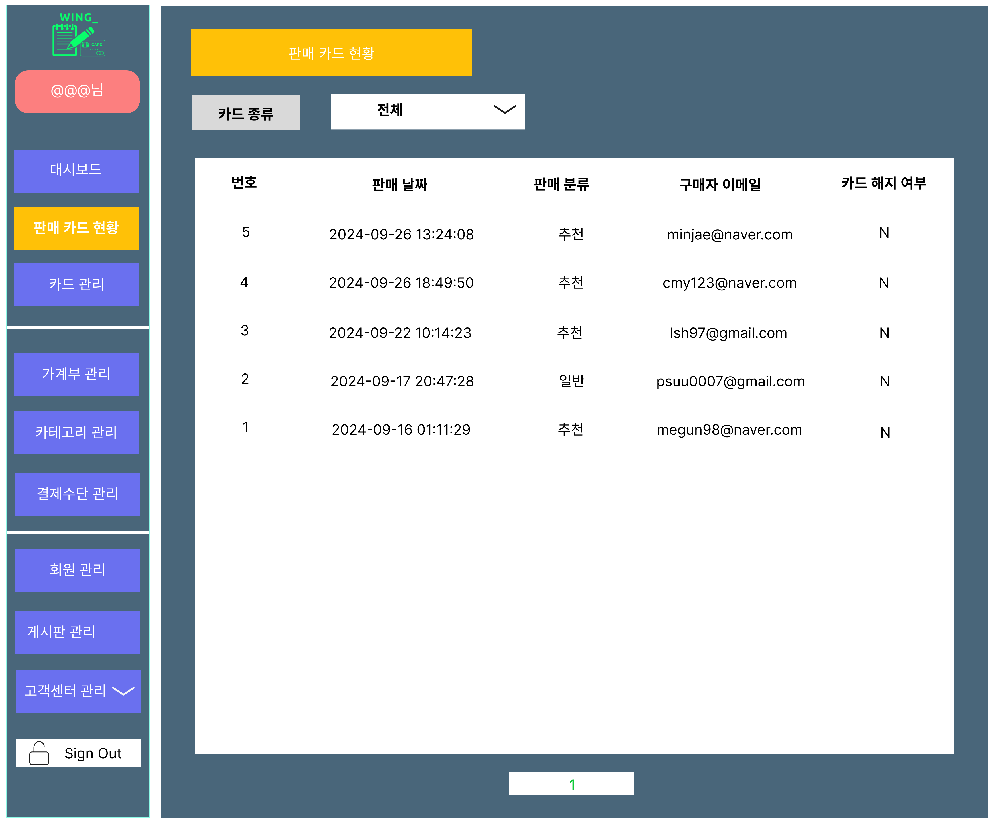 WING_
CARD
@@@님
대시보드
판매 카드 현황
카드 관리
가계부 관리
카테고리 관리
결제수단 관리
회원 관리
게시판 관리
고객센터 관리
Sign Out
판매 카드 현황
카드 종류 전체
번호 판매 날짜 판매 분류 구매자 이메일 카드 해지 여부
5 2024-09-26 13:24:08 추천 minjae@naver.com N
4 2024-09-26 18:49:50 추천 cmy123@naver.com N
3 2024-09-22 10:14:23 추천 lsh97@gmail.com N
2 2024-09-17 20:47:28 일반 psuu0007@gmail.com N
1 2024-09-16 01:11:29 추천 megun98@naver.com N
1